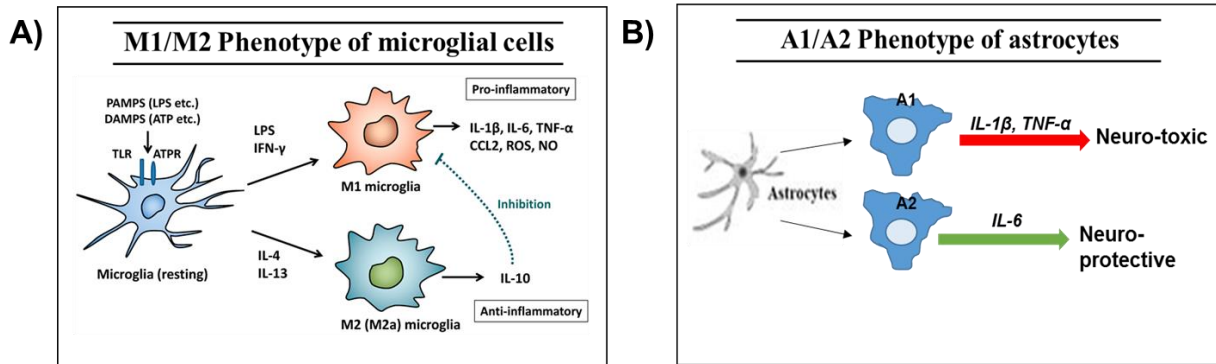 A)
M1/M2 Phenotype of microglial cells
PAMPS (LPS etc.)
DAMPS (ATP etc.)
TLR
ATPR
Microglia (resting)
LPS
IFN-γ
IL-4
IL-13
M1 microglia
M2 (M2a) microglia
Pro-inflammatory
IL-1β, IL-6, TNF-α
CCL2, ROS, NO
Inhibition
IL-10
Anti-inflammatory
B)
A1/A2 Phenotype of astrocytes
Astrocytes
A1
IL-1β, TNF-α
Neuro-toxic
A2
IL-6
Neuro-
protective